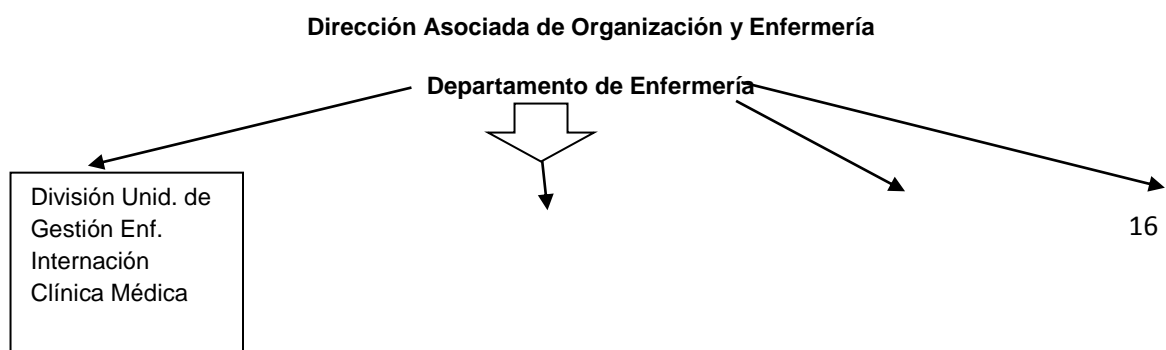 Dirección Asociada de Organización y Enfermería
Departamento de Enfermería
División Unid. de
Gestión Enf.
Internación
Clínica Médica
16